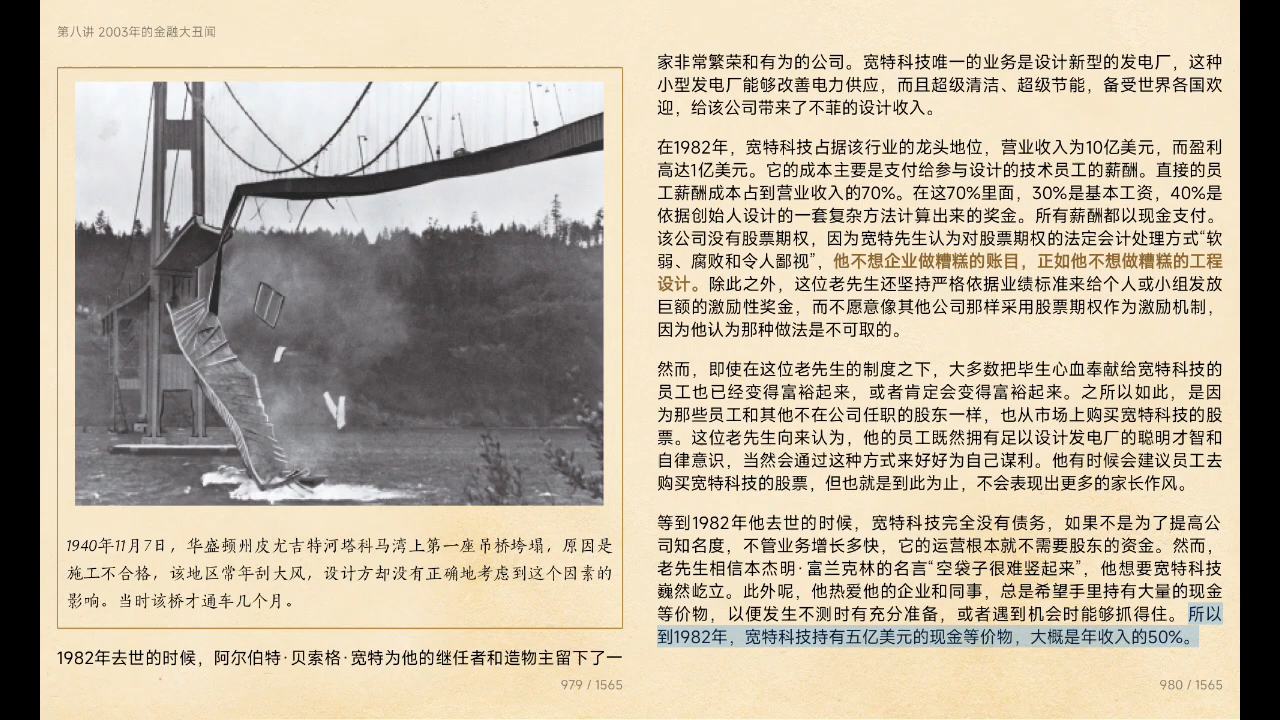 第八讲 2003年的金融大丑闻
1940年11月7日，华盛顿州皮尤吉特河塔科马湾上第一座吊桥垮塌，原因是
施工不合格，该地区常年刮大风，设计方却没有正确地考虑到这个因素的
影响。当时该桥才通车几个月。
1982年去世的时候，阿尔伯特·贝索格·宽特为他的继任者和造物主留下了一
979 / 1565
家非常繁荣和有为的公司。宽特科技唯一的业务是设计新型的发电厂，这种
小型发电厂能够改善电力供应，而且超级清洁、超级节能，备受世界各国欢
迎，给该公司带来了不菲的设计收入。
在1982年，宽特科技占据该行业的龙头地位，营业收入为10亿美元，而盈利
高达1亿美元。它的成本主要是支付给参与设计的技术员工的薪酬。直接的员
工薪酬成本占到营业收入的70%。在这70%里面，30%是基本工资，40%是
依据创始人设计的一套复杂方法计算出来的奖金。所有薪酬都以现金支付。
该公司没有股票期权，因为宽特先生认为对股票期权的法定会计处理方式“软
弱、腐败和令人鄙视”，他不想企业做糟糕的账目，正如他不想做糟糕的工程
设计。除此之外，这位老先生还坚持严格依据业绩标准来给个人或小组发放
巨额的激励性奖金，而不愿意像其他公司那样采用股票期权作为激励机制，
因为他认为那种做法是不可取的。
然而，即使在这位老先生的制度之下，大多数把毕生心血奉献给宽特科技的
员工也已经变得富裕起来，或者肯定会变得富裕起来。之所以如此，是因
为那些员工和其他不在公司任职的股东一样，也从市场上购买宽特科技的股
票。这位老先生向来认为，他的员工既然拥有足以设计发电厂的聪明才智和
自律意识，当然会通过这种方式来好好为自己谋利。他有时候会建议员工去
购买宽特科技的股票，但也就是到此为止，不会表现出更多的家长作风。
等到1982年他去世的时候，宽特科技完全没有债务，如果不是为了提高公
司知名度，不管业务增长多快，它的运营根本就不需要股东的资金。然而，
老先生相信本杰明·富兰克林的名言“空袋子很难竖起来”，他想要宽特科技
巍然屹立。此外呢，他热爱他的企业和同事，总是希望手里持有大量的现金
等价物，以便发生不测时有充分准备，或者遇到机会时能够抓得住。所以
到1982年，宽特科技持有五亿美元的现金等价物，大概是年收入的50%。
980 / 1565